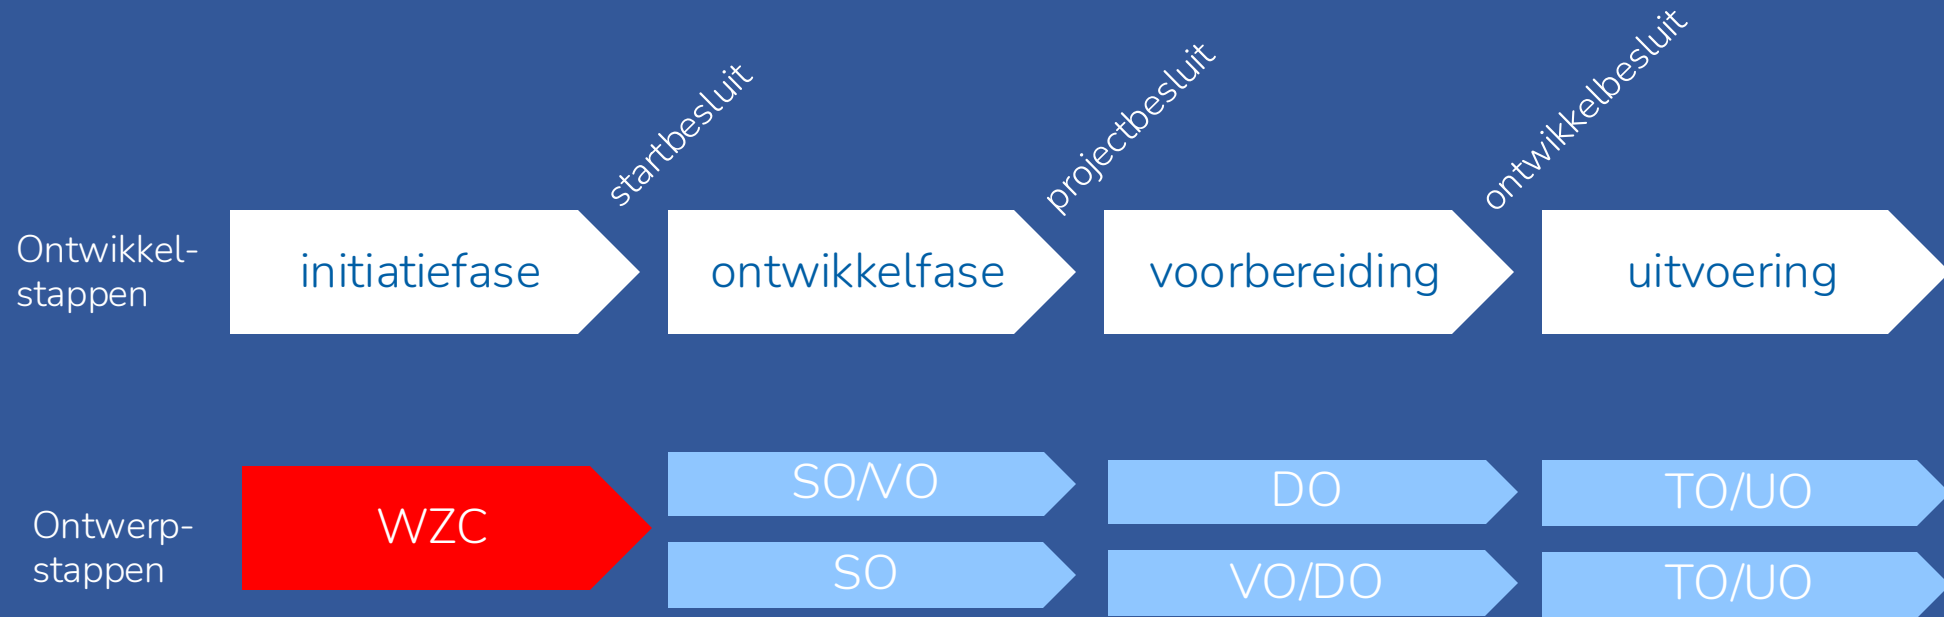 startbesluit
projectbesluit
ontwikkelbesluit
Ontwikkel-
stappen
initiatiefase
ontwikkelfase
voorbereiding
uitvoering
Ontwerp-
stappen
WZC
SO/VO
DO
TO/UO
SO
VO/DO
TO/UO